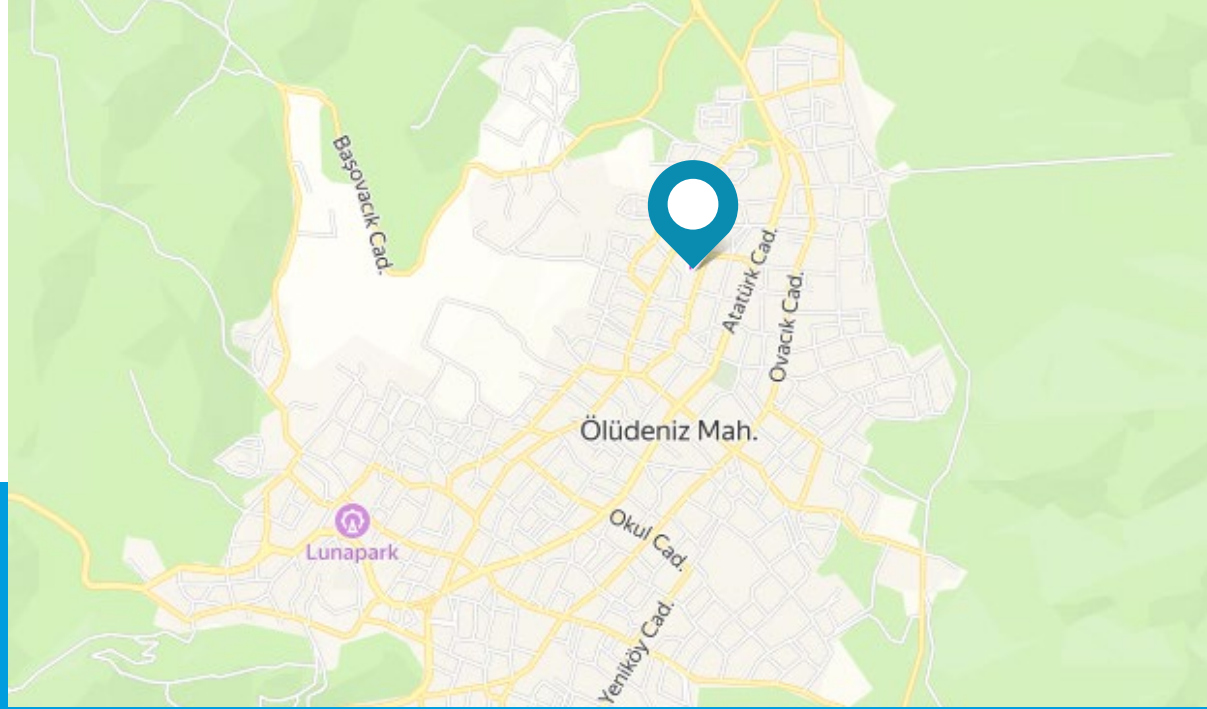 Başovacık Cad.
Atatürk Cad.
Ovacık Cad.
Ölüdeniz Mah.
Okul Cad.
Lunapark
Yeniköy Cad.